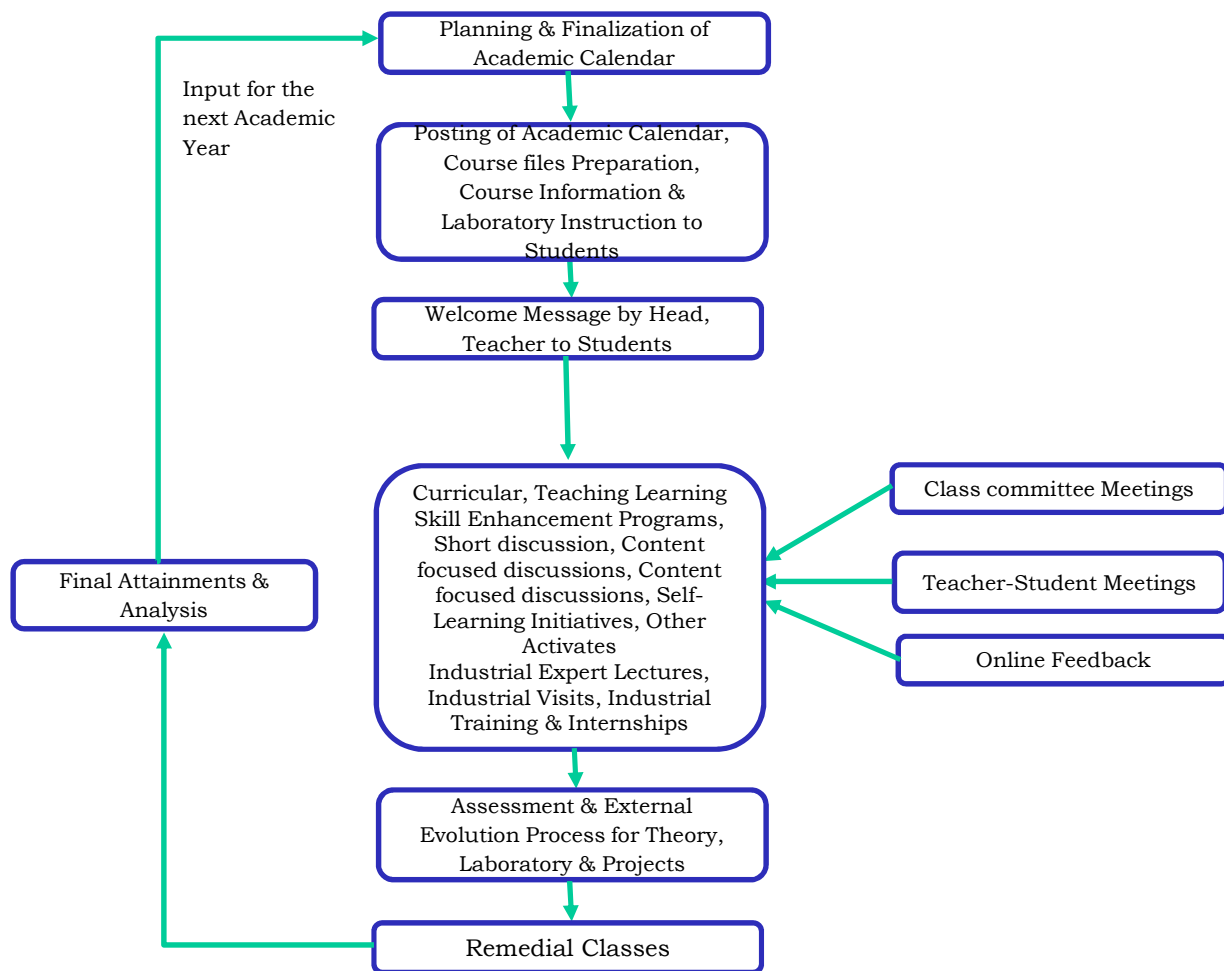 Planning & Finalization of
Academic Calendar
Input for the
next Academic
Year
Posting of Academic Calendar,
Course files Preparation,
Course Information &
Laboratory Instruction to
Students
Welcome Message by Head,
Teacher to Students
Curricular, Teaching Learning
Skill Enhancement Programs,
Short discussion, Content
focused discussions, Content
focused discussions, Self-
Learning Initiatives, Other
Activates
Industrial Expert Lectures,
Industrial Visits, Industrial
Training & Internships
Class committee Meetings
Teacher-Student Meetings
Online Feedback
Final Attainments &
Analysis
Assessment & External
Evolution Process for Theory,
Laboratory & Projects
Remedial Classes